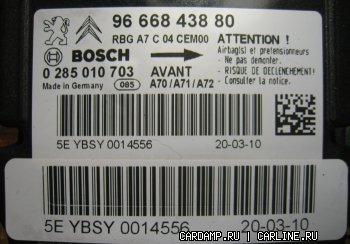 96 668 438 80
RBG A7 C 04 CEM00 ATTENTION !
BOSCH
Airbag(s) et pretensionneurs
Ne pas demonter.
0 285 010 703 AVANT
- RISQUE DE DECLENCHEMENT!
Made in Germany 085 A70/A71/A72
- Consulter la notice.
5E YBSY 0014556 20-03-10
5E YBSY 0014556 20-03-10
CARDAMP.RU | CARLINE.RU